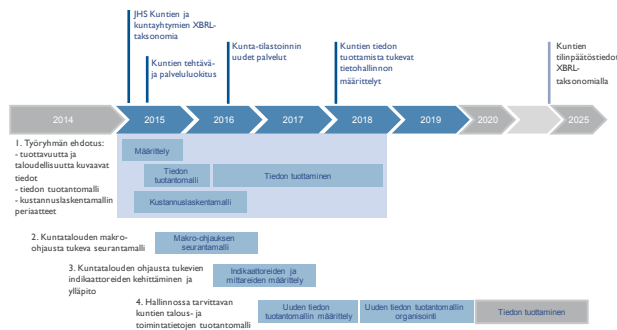 JHS Kuntien ja
kuntayhtymien XBRL-
taksonomia
Kuntien tehtävä-
ja palveluluokitus
Kunta-tilastoinnin
uudet palvelut
Kuntien tiedon
tuottamista tukevat
tietohallinnon
määrittelyt
Kuntien
tilinpäätöstiedot
XBRL-
taksonomialla
2014
2015
2016
2017
2018
2019
2020
2025
1. Työryhmän ehdotus:
- tuottavuutta ja
taloudellisuutta kuvaavat
tiedot
- tiedon tuotantomalli
- kustannuslaskentamallin
periaatteet
Määrittely
Tiedon
tuotantomalli
Tiedon tuottaminen
Kustannuslaskentamalli
2. Kuntatalouden makro-
ohjausta tukeva seurantamalli
Makro-ohjauksen
seurantamalli
3. Kuntatalouden ohjausta tukevien
indikaattoreiden kehittäminen ja
ylläpito
Indikaattoreiden ja
mittareiden määrittely
4. Hallinnossa tarvittavan
kuntien talous- ja
toimintatietojen tuotantomalli
Uuden tiedon
tuotantomallin määrittely
Uuden tiedon tuotantomallin
organisointi
Tiedon tuottaminen